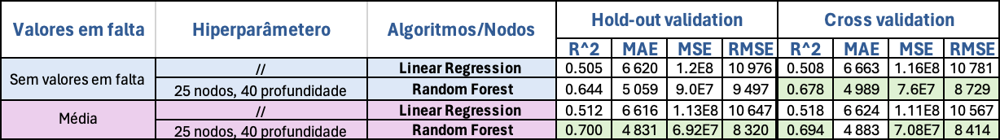 Valores em falta Hiperparâmetero Algoritmos/Nodos Hold-out validation Cross validation
R^2 MAE MSE RMSE R^2 MAE MSE RMSE
Sem valores em falta // Linear Regression 0.505 6 620 1.2E8 10 976 0.508 6 663 1.16E8 10 781
25 nodos, 40 profundidade Random Forest 0.644 5 059 9.0E7 9 497 0.678 4 989 7.6E7 8 729
Média // Linear Regression 0.512 6 616 1.13E8 10 647 0.518 6 624 1.11E8 10 567
25 nodos, 40 profundidade Random Forest 0.700 4 831 6.92E7 8 320 0.694 4 883 7.08E7 8 414